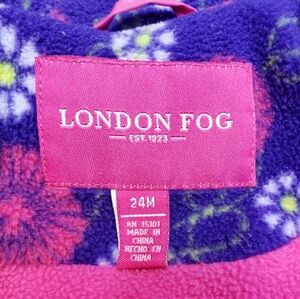 LONDON FOG
EST. 1923
24M
RN 15101
MADE IN
CHINA
HECHO EN
CHINA